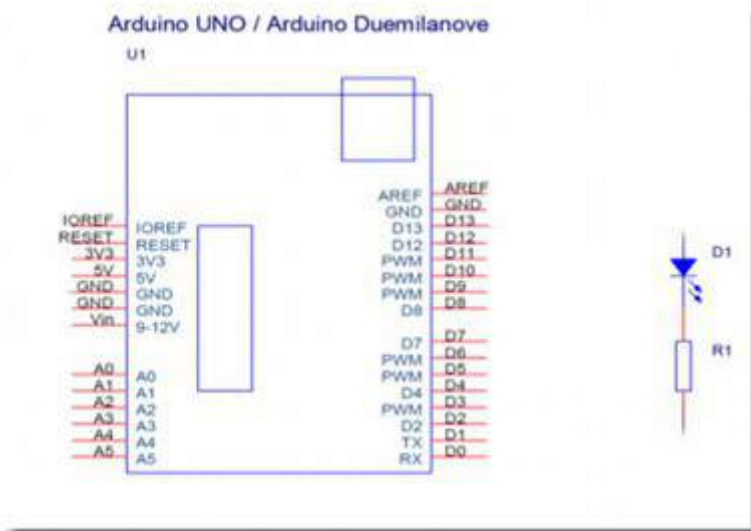 Arduino UNO / Arduino Duemilanove
U1
IOREF
RESET
3V3
5V
GND
GND
Vin
A0
A1
A2
A3
A4
A5
IOREF
RESET
3V3
5V
GND
GND
9-12V
A0
A1
A2
A3
A4
A5
AREF
GND
D13
D12
PWM
PWM
PWM
D8
D7
PWM
PWM
D4
PWM
D2
TX
RX
AREF
GND
D13
D12
D11
D10
D9
D8
D7
D6
D5
D4
D3
D2
D1
D0
D1
R1